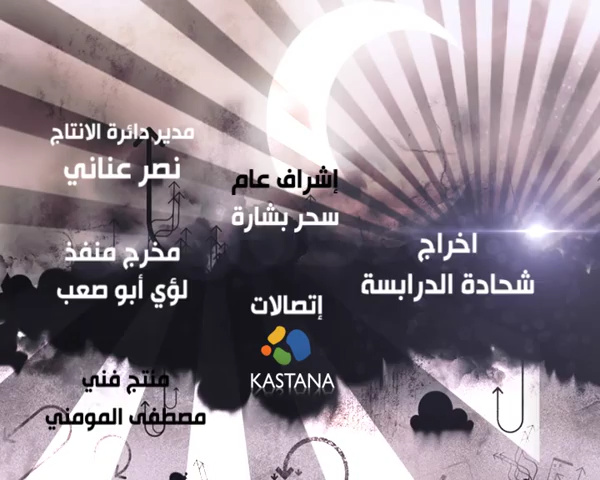 مدير دائرة الانتاج
نصر عناني
إشراف عام
سحر بشارة
اخراج
شحادة الدرابسة
مخرج منفذ
لؤي أبو صعب
إتصالات
KASTANA
منتج فني
مصطفى المومني